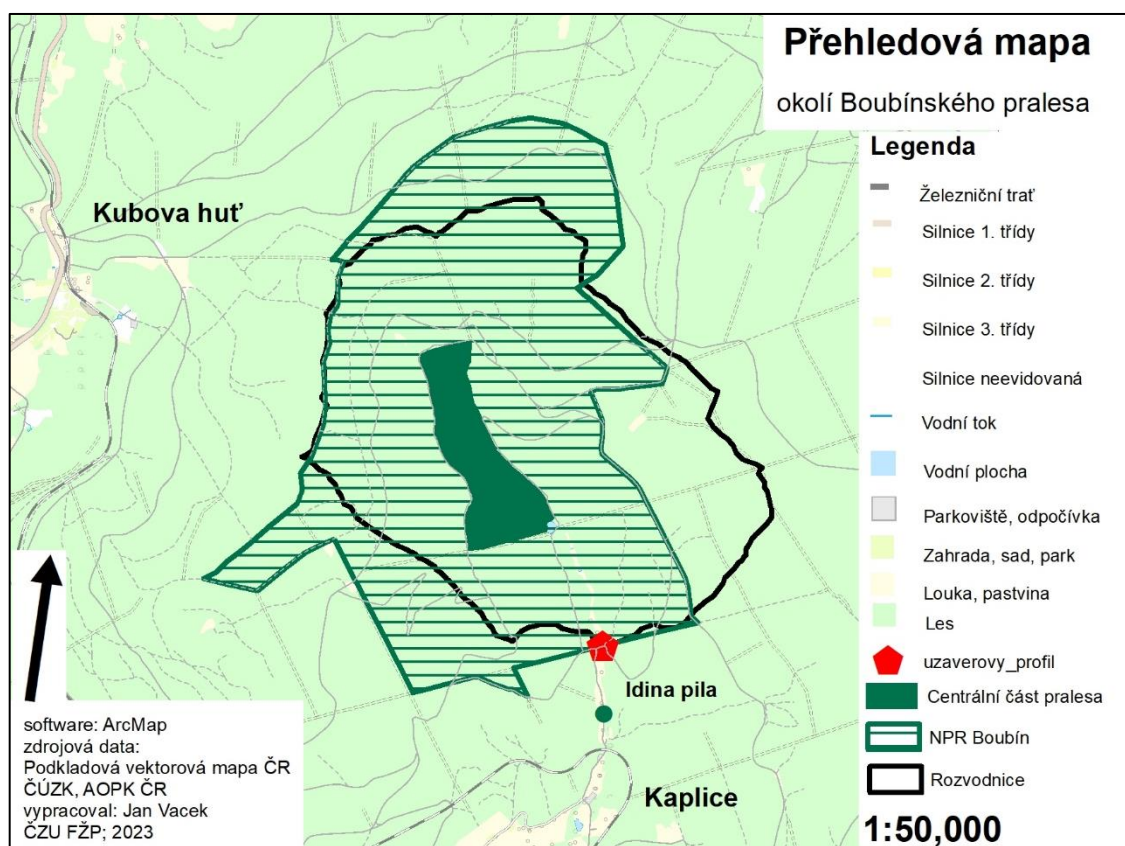 Přehledová mapa
okolí Boubínského pralesa
Legenda
Železniční trať
Silnice 1. třídy
Silnice 2. třídy
Silnice 3. třídy
Silnice neevidovaná
Vodní tok
Vodní plocha
Parkoviště, odpočívka
Zahrada, sad, park
Louka, pastvina
Les
uzaverovy_profil
Centrální část pralesa
NPR Boubín
Rozvodnice
1:50,000
Kubova huť
Idina pila
Kaplice
software: ArcMap
zdrojová data:
Podkladová vektorová mapa ČR
ČÚZK, AOPK ČR
vypracoval: Jan Vacek
ČZU FŽP; 2023